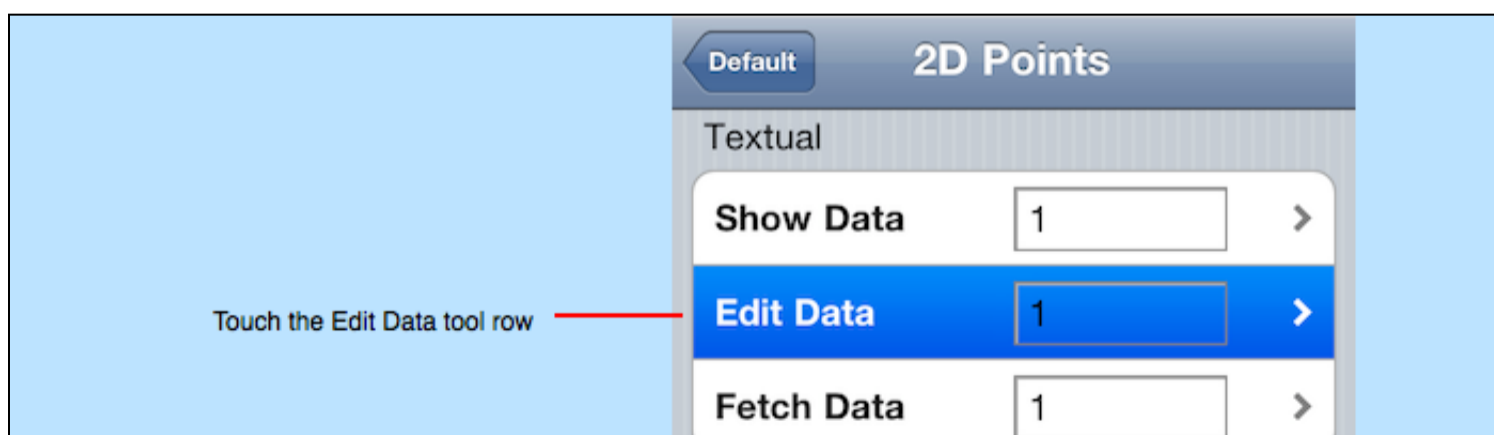 Default 2D Points
Textual
Show Data 1
Touch the Edit Data tool row Edit Data 1
Fetch Data 1